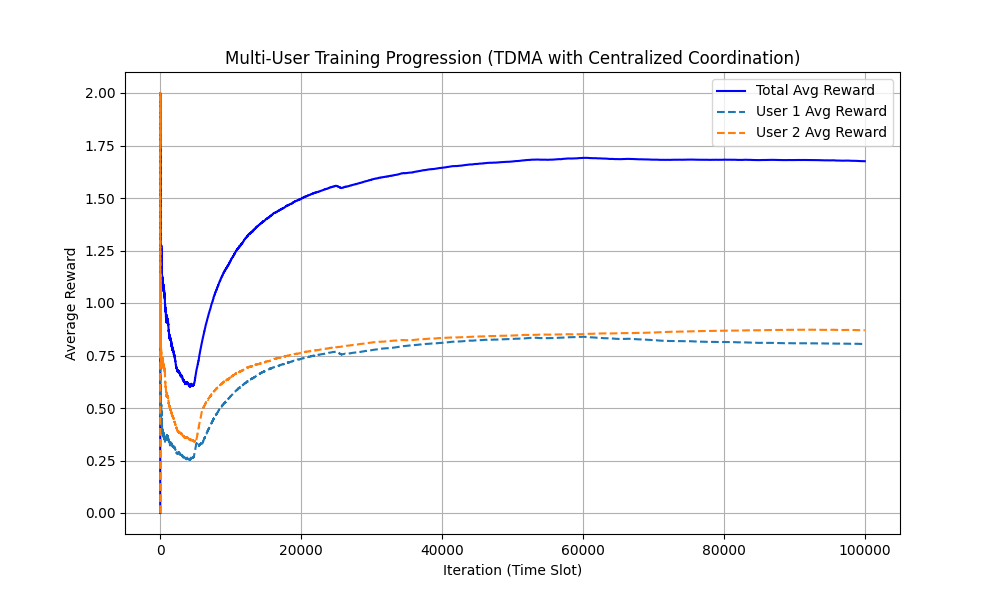 Multi-User Training Progression (TDMA with Centralized Coordination)
Total Avg Reward
User 1 Avg Reward
User 2 Avg Reward
Average Reward
2.00
1.75
1.50
1.25
1.00
0.75
0.50
0.25
0.00
0 20000 40000 60000 80000 100000
Iteration (Time Slot)